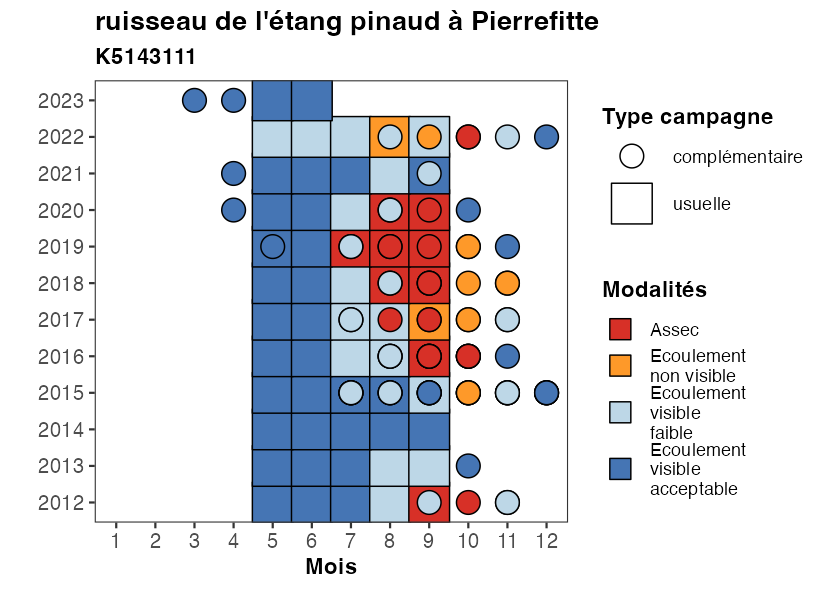 ruisseau de l'étang pinaud à Pierrefitte
K5143111
2023
2022
2021
2020
2019
2018
2017
2016
2015
2014
2013
2012
1 2 3 4 5 6 7 8 9 10 11 12
Mois
Type campagne
complémentaire
usuelle
Modalités
Assec
Ecoulement
non visible
Ecoulement
visible
faible
Ecoulement
visible
acceptable